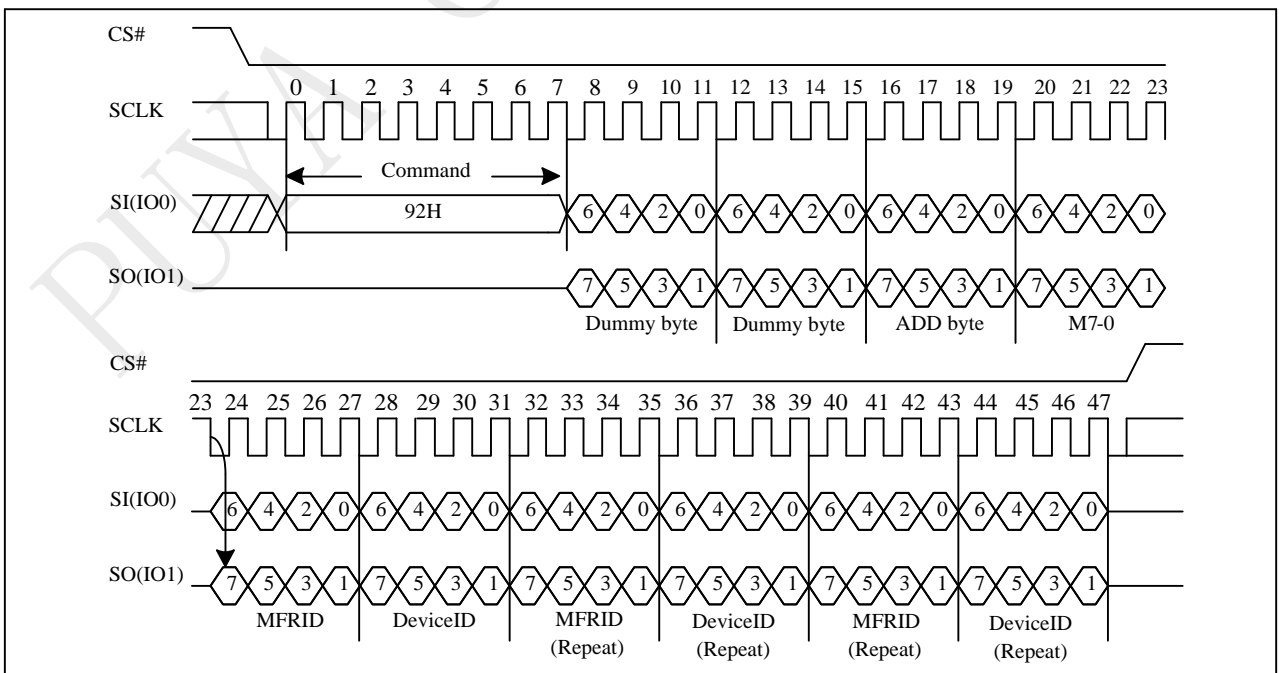 PUYA
CS#
0 1 2 3 4 5 6 7 8 9 10 11 12 13 14 15 16 17 18 19 20 21 22 23
SCLK
Command
SI(IO0) 92H 6 4 2 0 6 4 2 0 6 4 2 0 6 4 2 0
SO(IO1) 7 5 3 1 7 5 3 1 7 5 3 1 7 5 3 1
Dummy byte Dummy byte ADD byte M7-0
CS#
23 24 25 26 27 28 29 30 31 32 33 34 35 36 37 38 39 40 41 42 43 44 45 46 47
SCLK
SI(IO0) 6 4 2 0 6 4 2 0 6 4 2 0 6 4 2 0 6 4 2 0 6 4 2 0
SO(IO1) 7 5 3 1 7 5 3 1 7 5 3 1 7 5 3 1 7 5 3 1 7 5 3 1
MFRID DeviceID MFRID DeviceID MFRID DeviceID
(Repeat) (Repeat) (Repeat) (Repeat)